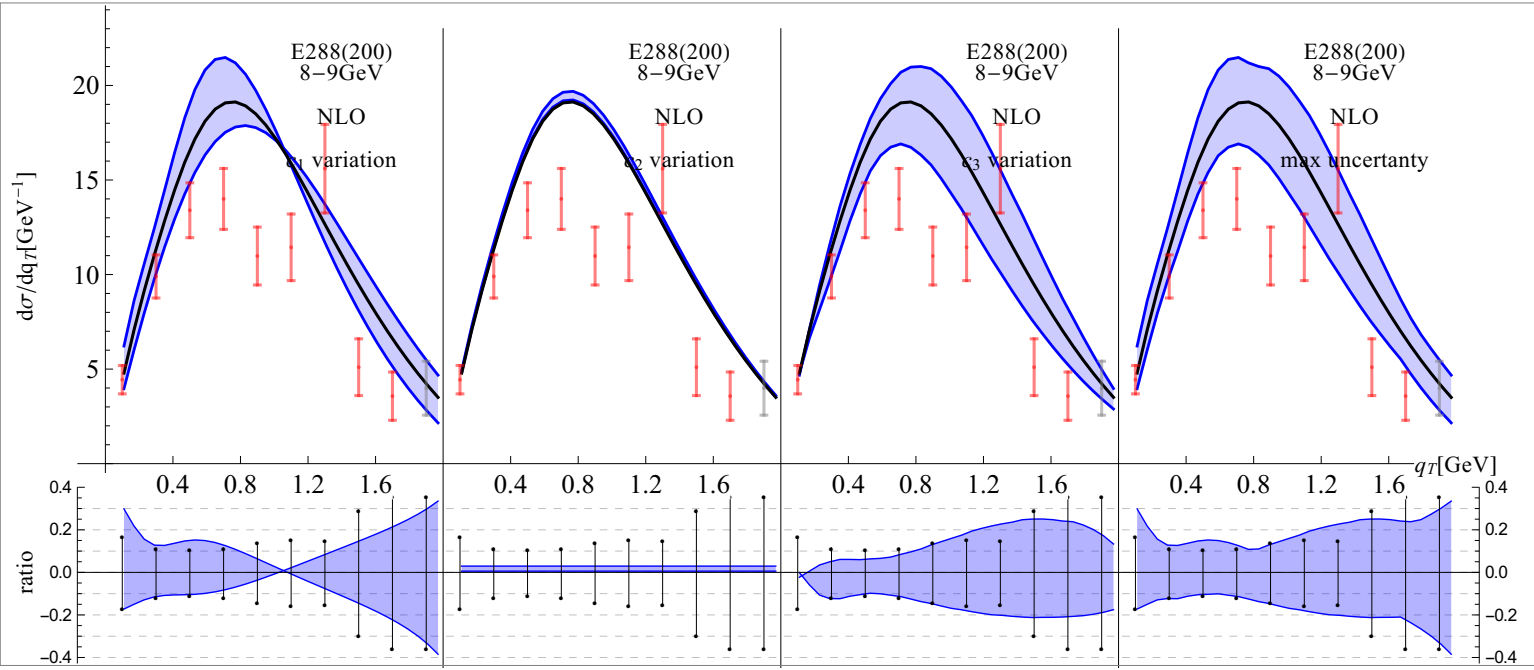 E288(200) E288(200) E288(200) E288(200)
8−9GeV 8−9GeV 8−9GeV 8−9GeV
NLO NLO NLO NLO
c₁ variation c₂ variation c₃ variation max uncertanty
dσ/dq_T[GeV⁻¹]
20
15
10
5
q_T[GeV]
0.4 0.8 1.2 1.6 0.4 0.8 1.2 1.6 0.4 0.8 1.2 1.6 0.4 0.8 1.2 1.6
ratio
0.4 0.4
0.2 0.2
0.0 0.0
−0.2 −0.2
−0.4 −0.4